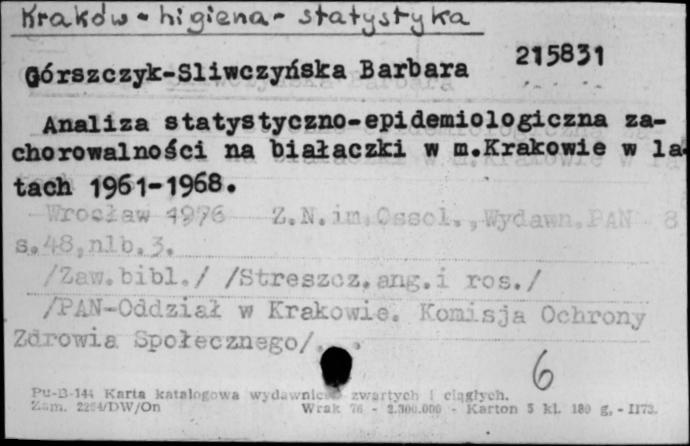 Kraków - higiena - statystyka
215831
Górszczyk-Sliwczyńska Barbara
Analiza statystyczno-epidemiologiczna za-
chorowalności na białaczki w m.Krakowie w la-
tach 1961-1968.
Wrocław 1976 Z.N.im.Ossol.,Wydawn.PAN 8
s.48,nlb.3.
/Zaw.bibl./ /Streszcz.ang.i ros./
/PAN-Oddział w Krakowie. Komisja Ochrony
Zdrowia Społecznego/.
6
Pu-B-144 Karta katalogowa wydawnictw zwartych i ciągłych.
Zam. 2254/DW/On Wrak 76 - 2.300.000 - Karton 5 kl. 180 g. - 1173.